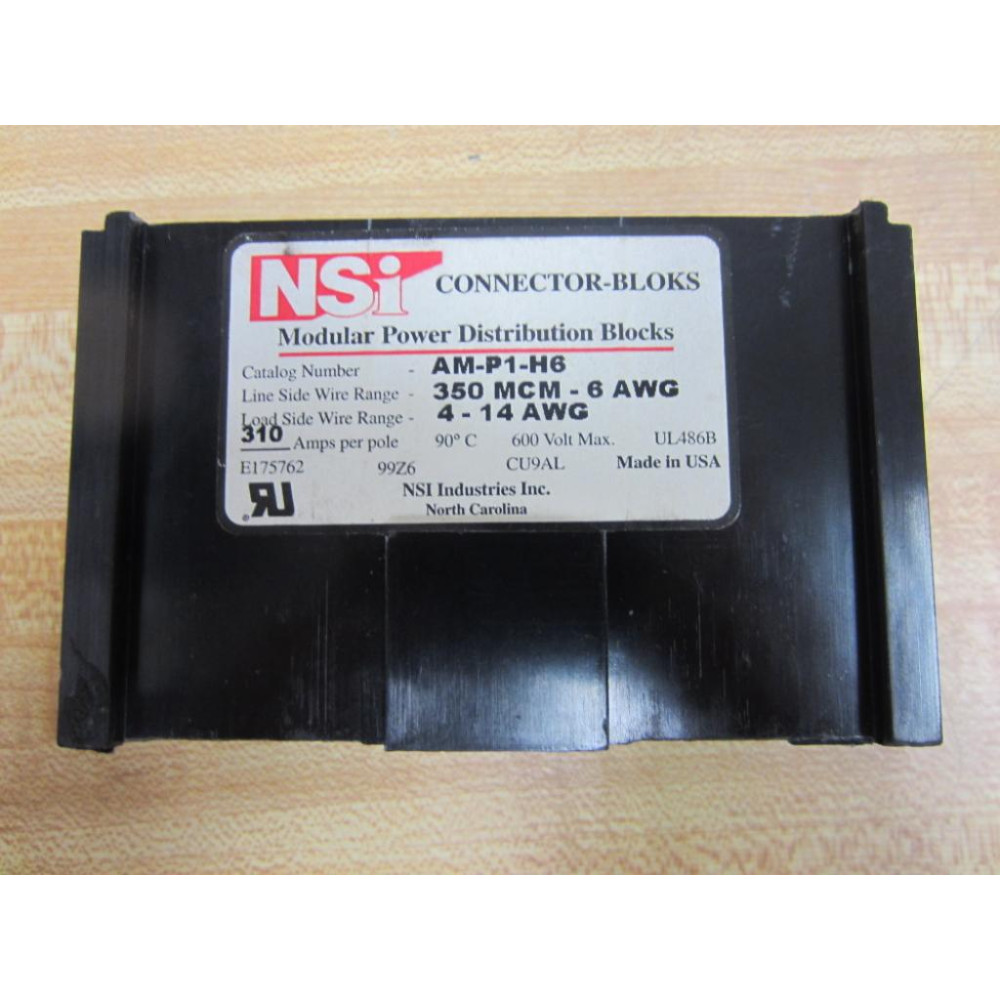 NSi CONNECTOR-BLOKS
Modular Power Distribution Blocks
Catalog Number - AM-P1-H6
Line Side Wire Range - 350 MCM - 6 AWG
Load Side Wire Range - 4 - 14 AWG
310 Amps per pole 90° C 600 Volt Max. UL486B
E175762 99Z6 CU9AL Made in USA
NSI Industries Inc.
North Carolina
RU ®